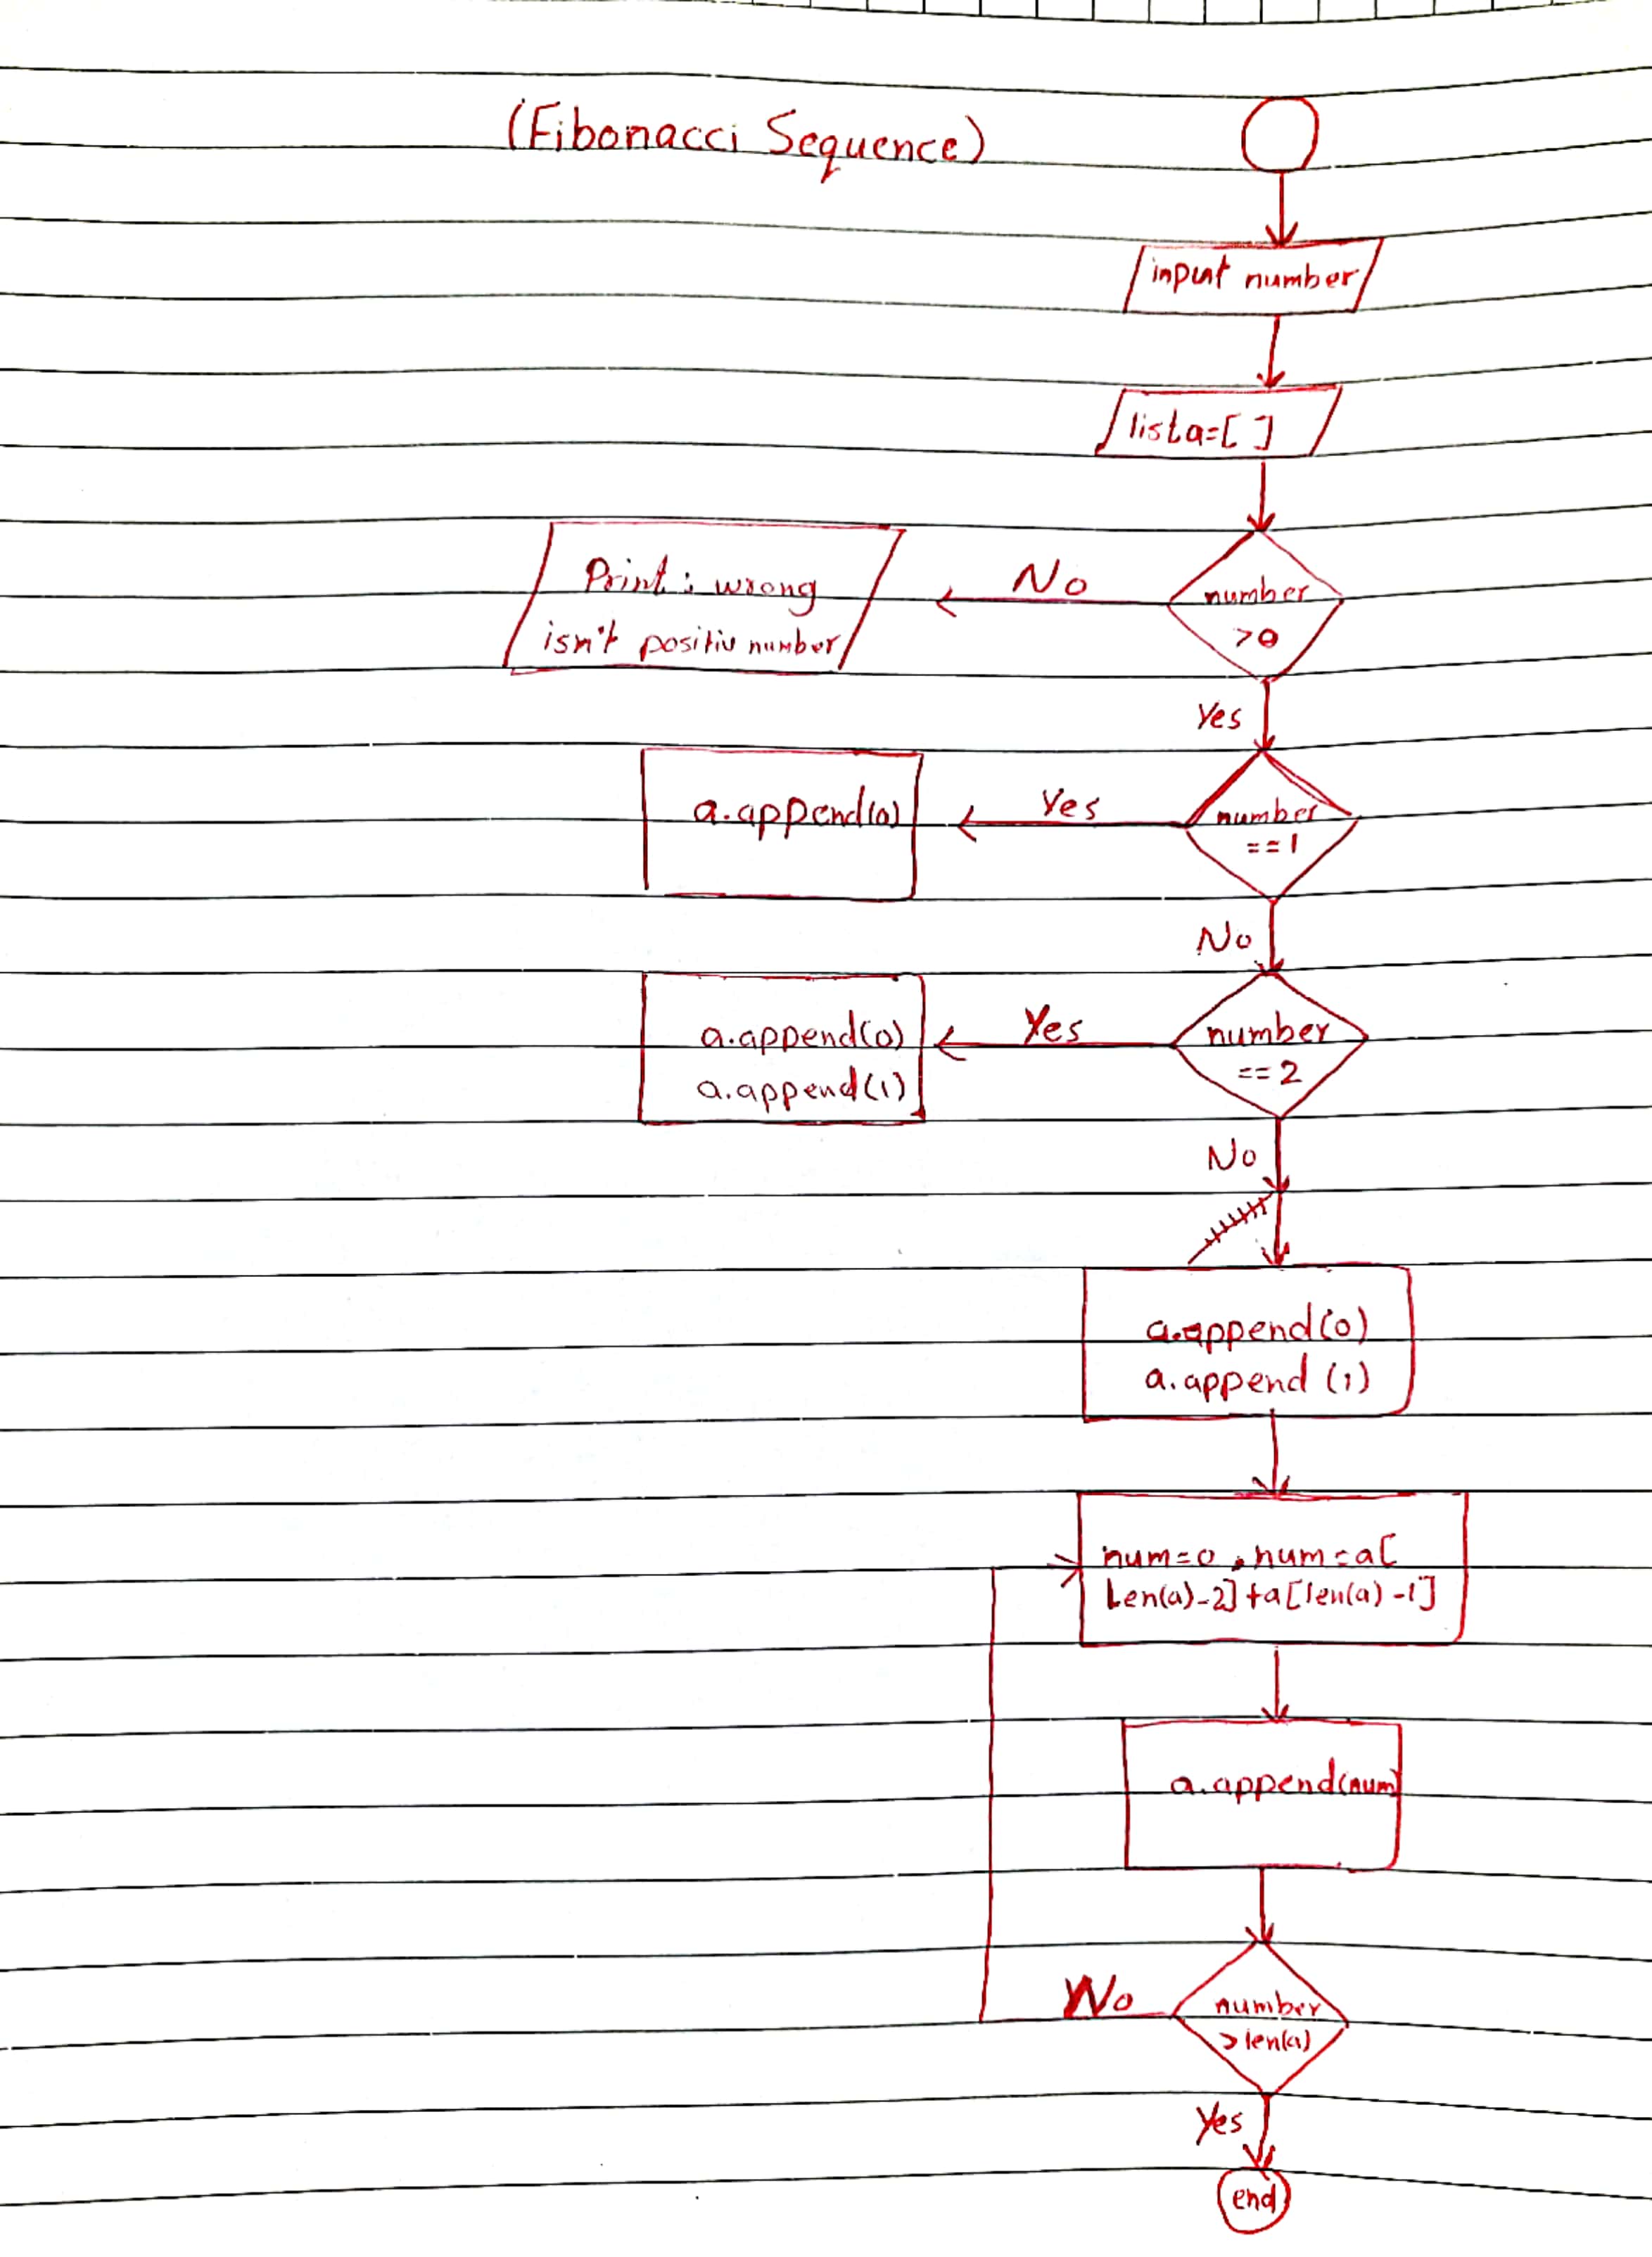 (Fibonacci Sequence)
input number
lista=[ ]
number
>0
No
Print: wrong
isn't positiv number
Yes
number
==1
Yes
a.append(0)
No
number
==2
Yes
a.append(0)
a.append(1)
No
a.append(0)
a.append (1)
num=0, num=a[
len(a)-2]+a[len(a)-1]
a.append(num)
number
>len(a)
No
Yes
end